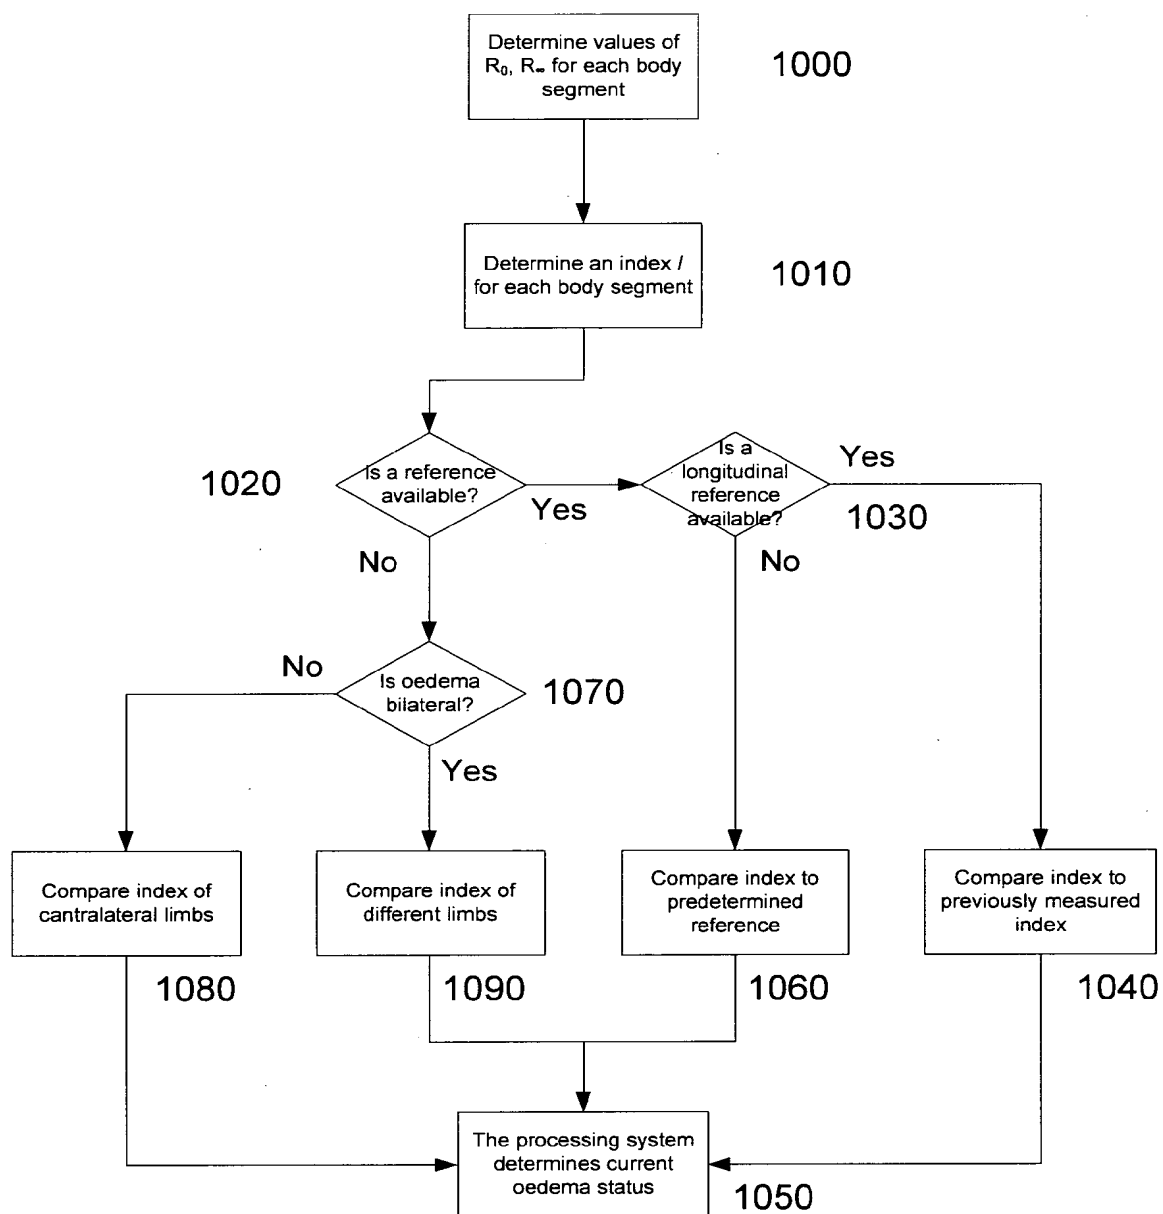 Determine values of
R₀, R∞ for each body
segment
1000
Determine an index I
for each body segment
1010
Is a reference
available?
1020
Yes
No
Is a
longitudinal
reference
available?
Yes
1030
No
Is oedema
bilateral?
1070
No
Yes
Compare index of
cantralateral limbs
1080
Compare index of
different limbs
1090
Compare index to
predetermined
reference
1060
Compare index to
previously measured
index
1040
The processing system
determines current
oedema status
1050